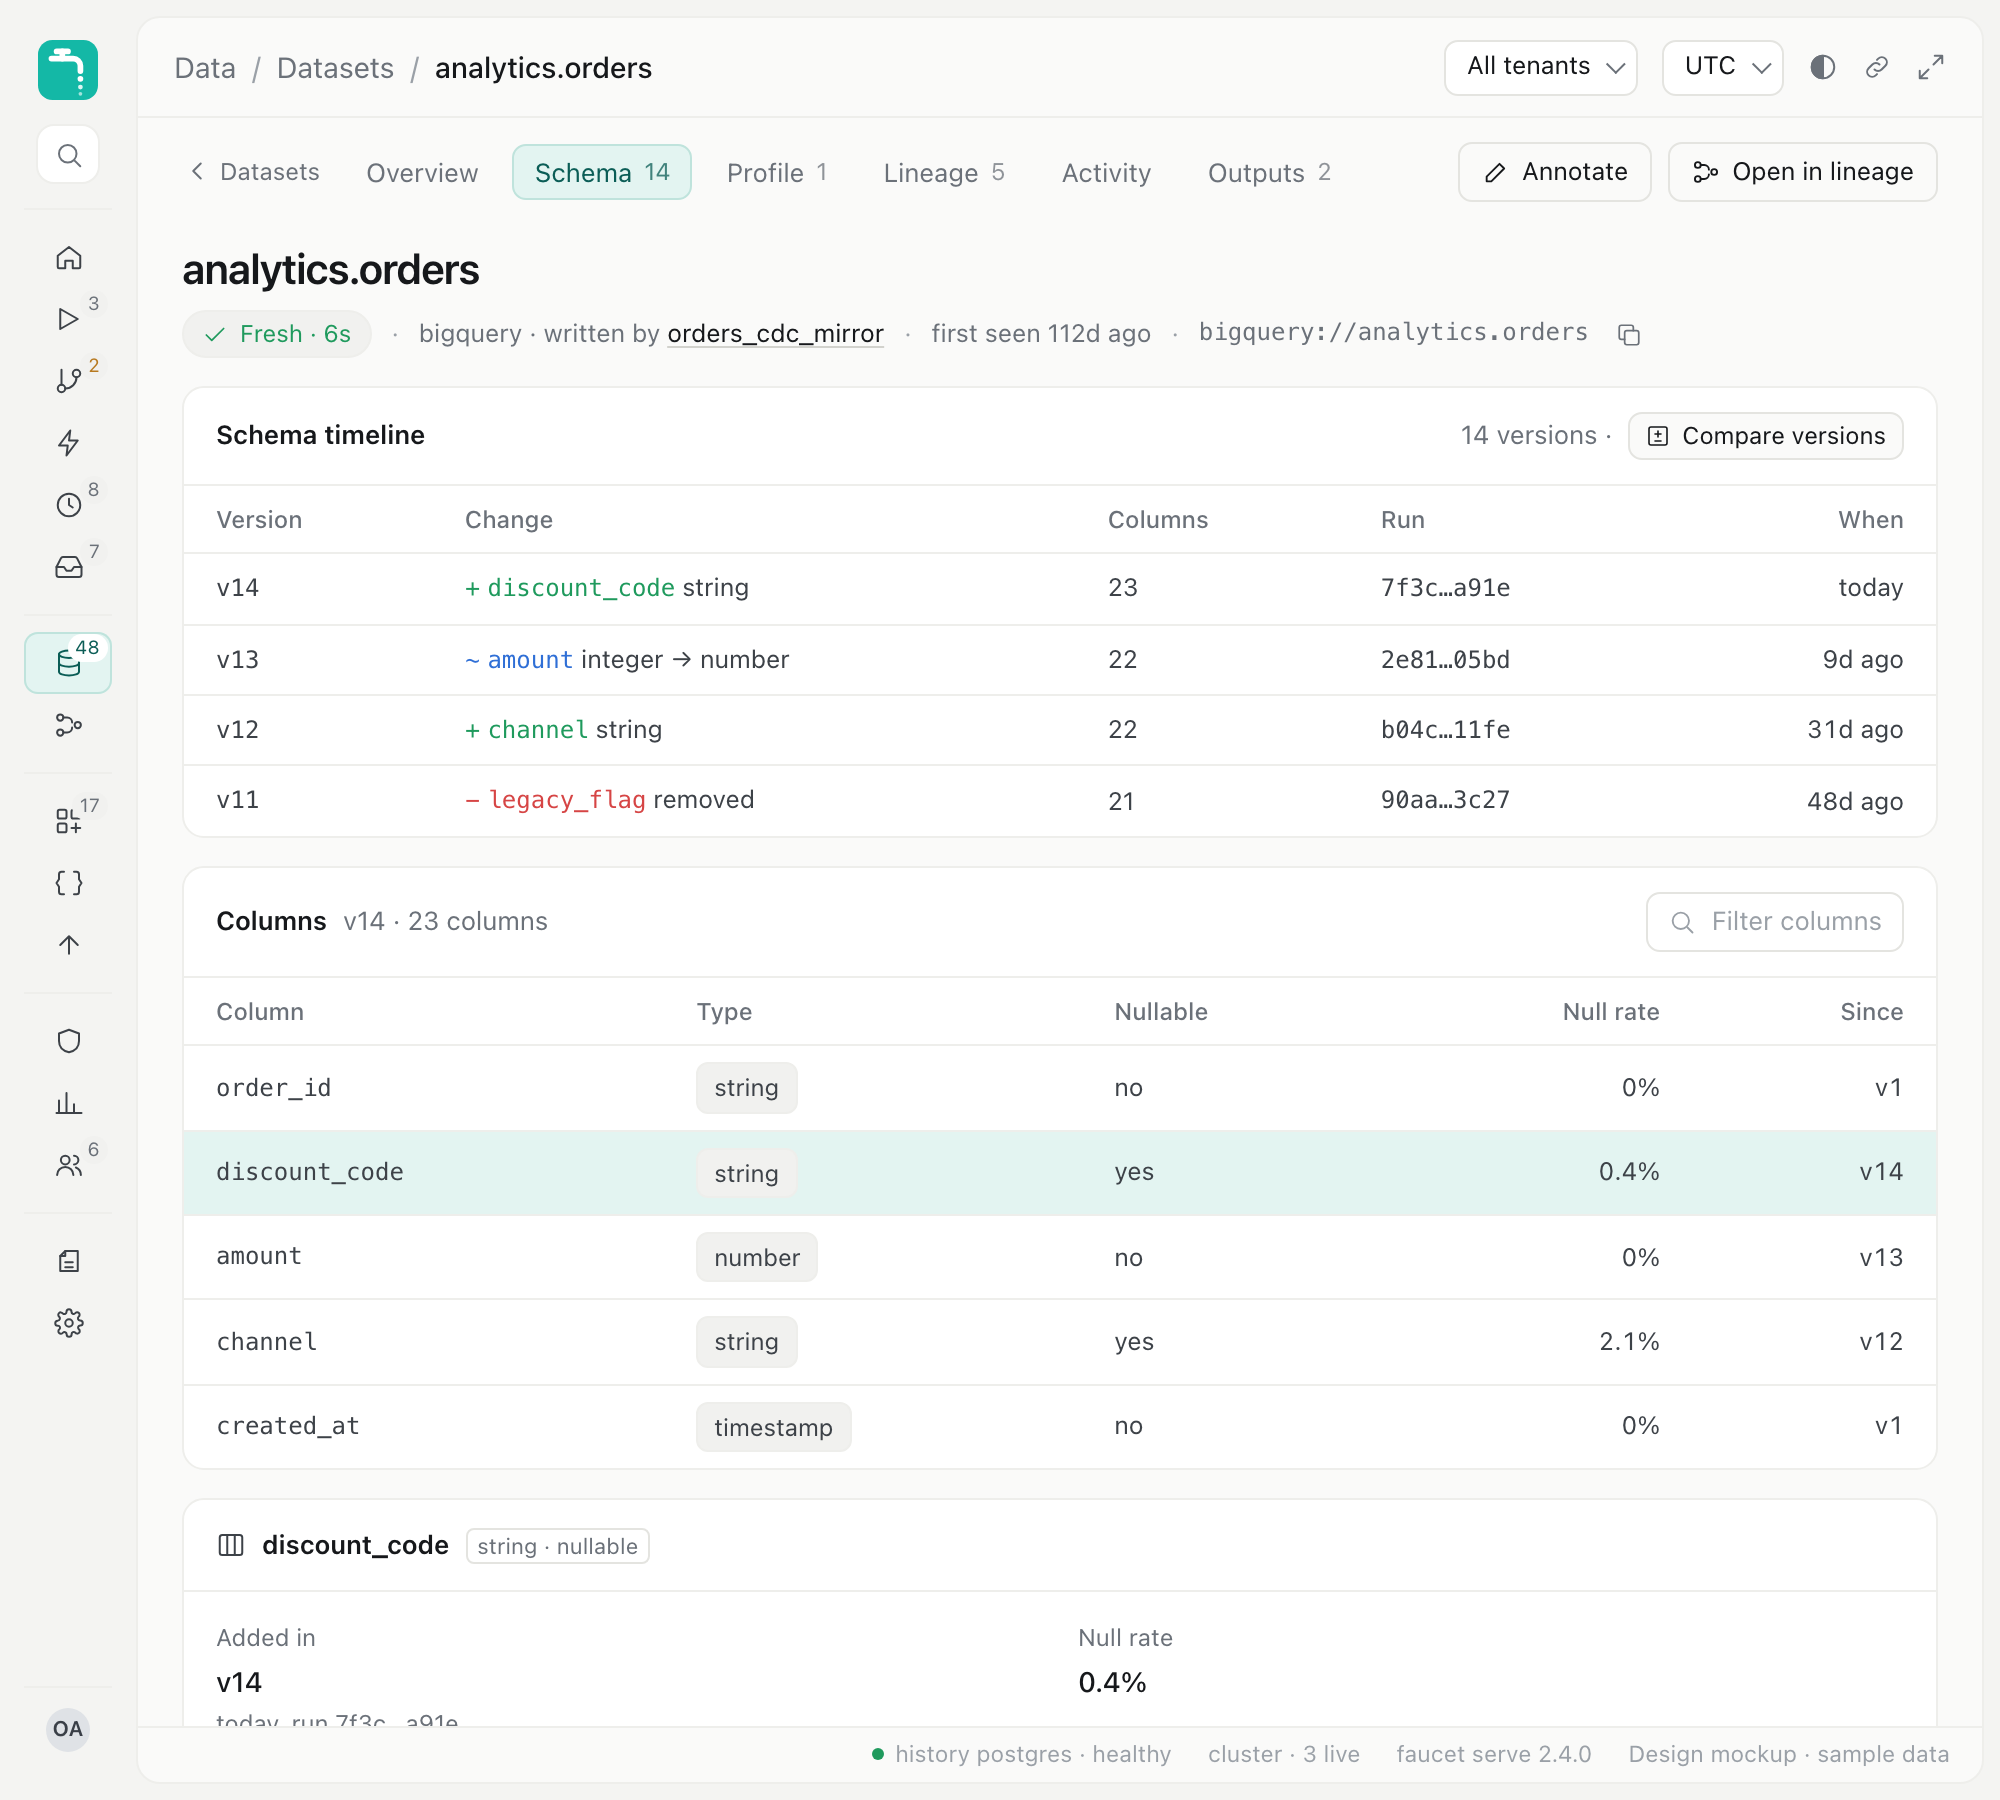 Data / Datasets / analytics.orders
All tenants
UTC
Datasets
Overview
Schema 14
Profile 1
Lineage 5
Activity
Outputs 2
Annotate
Open in lineage
3
2
8
7
48
17
6
OA
analytics.orders
Fresh · 6s · bigquery · written by orders_cdc_mirror · first seen 112d ago · bigquery://analytics.orders
Schema timeline
14 versions ·
Compare versions
Version Change Columns Run When
v14 + discount_code string 23 7f3c…a91e today
v13 ~ amount integer → number 22 2e81…05bd 9d ago
v12 + channel string 22 b04c…11fe 31d ago
v11 − legacy_flag removed 21 90aa…3c27 48d ago
Columns v14 · 23 columns
Filter columns
Column Type Nullable Null rate Since
order_id string no 0% v1
discount_code string yes 0.4% v14
amount number no 0% v13
channel string yes 2.1% v12
created_at timestamp no 0% v1
discount_code string · nullable
Added in
v14
today, run 7f3c…a91e
Null rate
0.4%
history postgres · healthy
cluster · 3 live
faucet serve 2.4.0
Design mockup · sample data